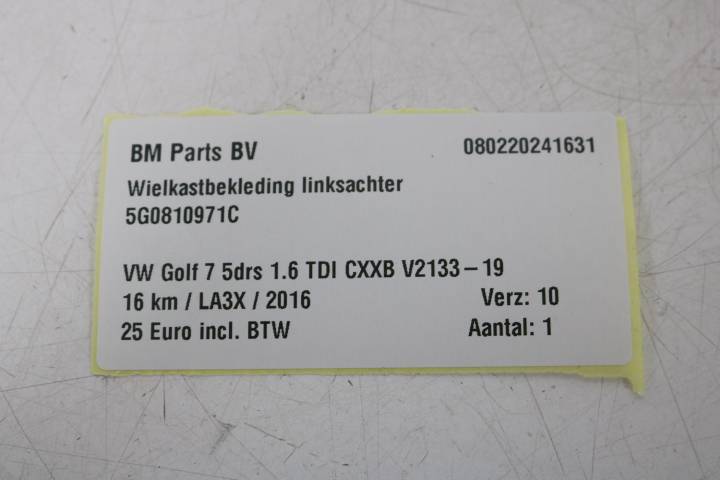 BM Parts BV 080220241631
Wielkastbekleding linksachter
5G0810971C
VW Golf 7 5drs 1.6 TDI CXXB V2133-19
16 km / LA3X / 2016 Verz: 10
25 Euro incl. BTW Aantal: 1